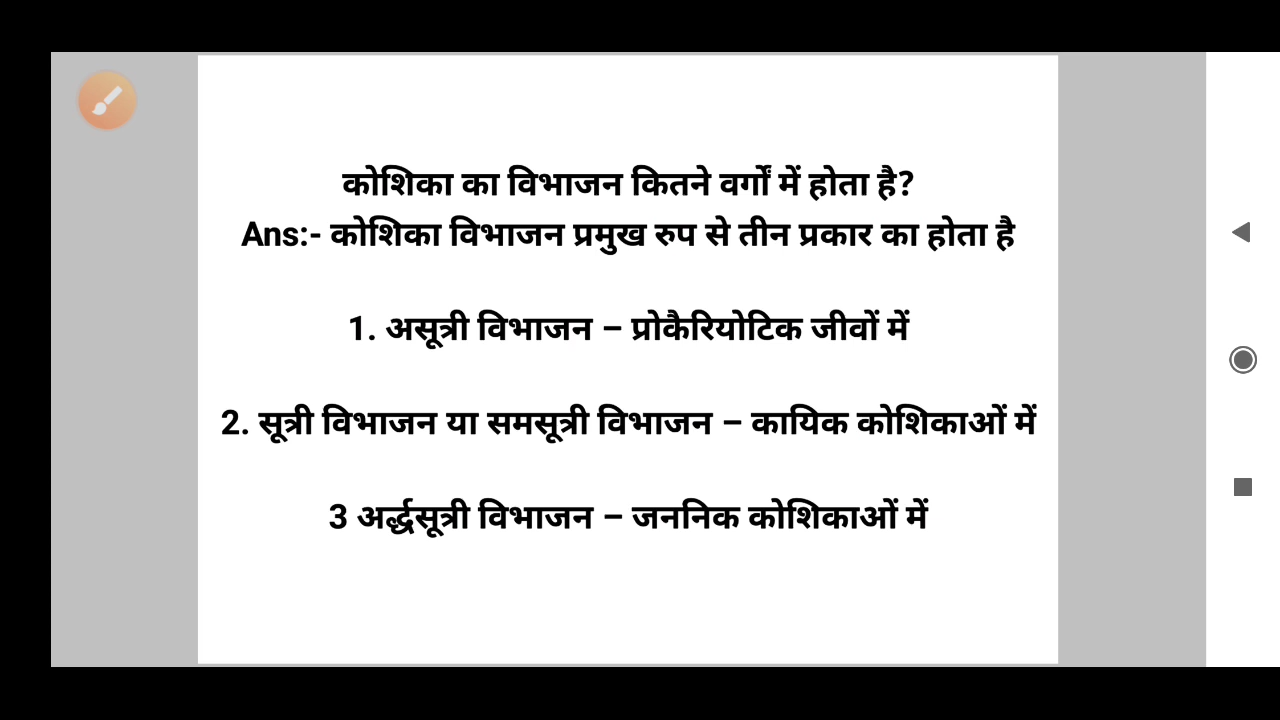 कोशिका का विभाजन कितने वर्गों में होता है?
Ans:- कोशिका विभाजन प्रमुख रुप से तीन प्रकार का होता है
1. असूत्री विभाजन – प्रोकैरियोटिक जीवों में
2. सूत्री विभाजन या समसूत्री विभाजन – कायिक कोशिकाओं में
3 अर्द्धसूत्री विभाजन – जननिक कोशिकाओं में